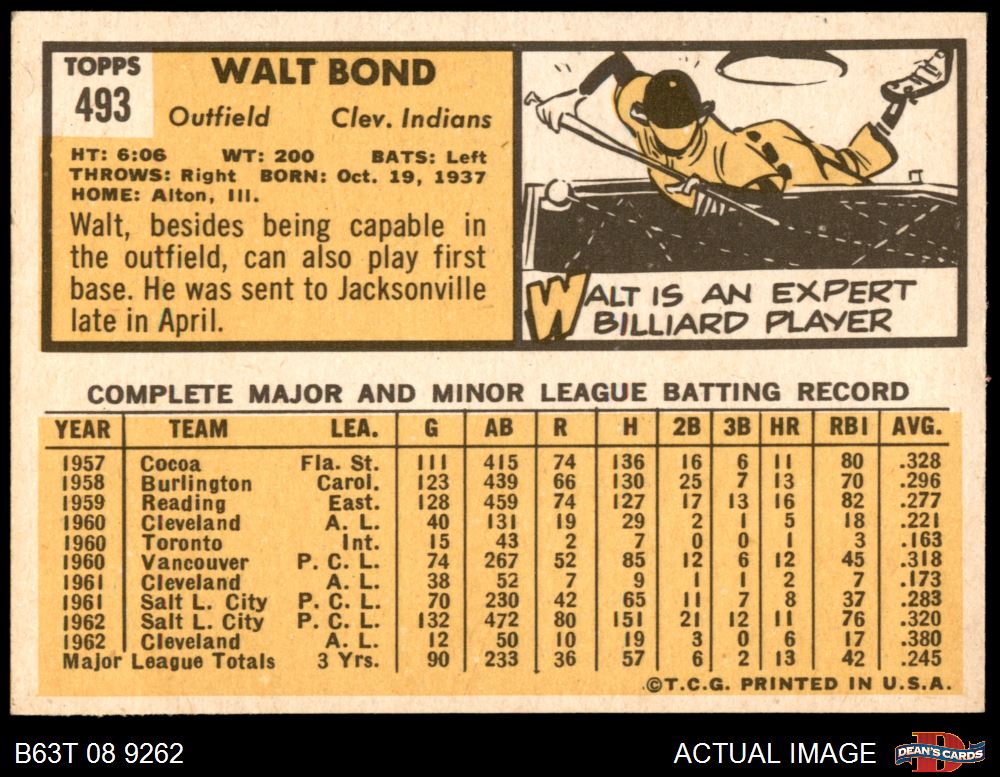 TOPPS
493
WALT BOND
Outfield Clev. Indians
HT: 6:06 WT: 200 BATS: Left
THROWS: Right BORN: Oct. 19, 1937
HOME: Alton, Ill.
Walt, besides being capable in
the outfield, can also play first
base. He was sent to Jacksonville
late in April.
WALT IS AN EXPERT
BILLIARD PLAYER
COMPLETE MAJOR AND MINOR LEAGUE BATTING RECORD
YEAR TEAM LEA. G AB R H 2B 3B HR RBI AVG.
1957 Cocoa Fla. St. 111 415 74 136 16 6 11 80 .328
1958 Burlington Carol. 123 439 66 130 25 7 13 70 .296
1959 Reading East. 128 459 74 127 17 13 16 82 .277
1960 Cleveland A. L. 40 131 19 29 2 1 5 18 .221
1960 Toronto Int. 15 43 2 7 0 0 1 3 .163
1960 Vancouver P. C. L. 74 267 52 85 12 6 12 45 .318
1961 Cleveland A. L. 38 52 7 9 1 1 2 7 .173
1961 Salt L. City P. C. L. 70 230 42 65 11 7 8 37 .283
1962 Salt L. City P. C. L. 132 472 80 151 21 12 11 76 .320
1962 Cleveland A. L. 12 50 10 19 3 0 6 17 .380
Major League Totals 3 Yrs. 90 233 36 57 6 2 13 42 .245
©T.C.G. PRINTED IN U.S.A.
B63T 08 9262 ACTUAL IMAGE
DEAN'S CARDS